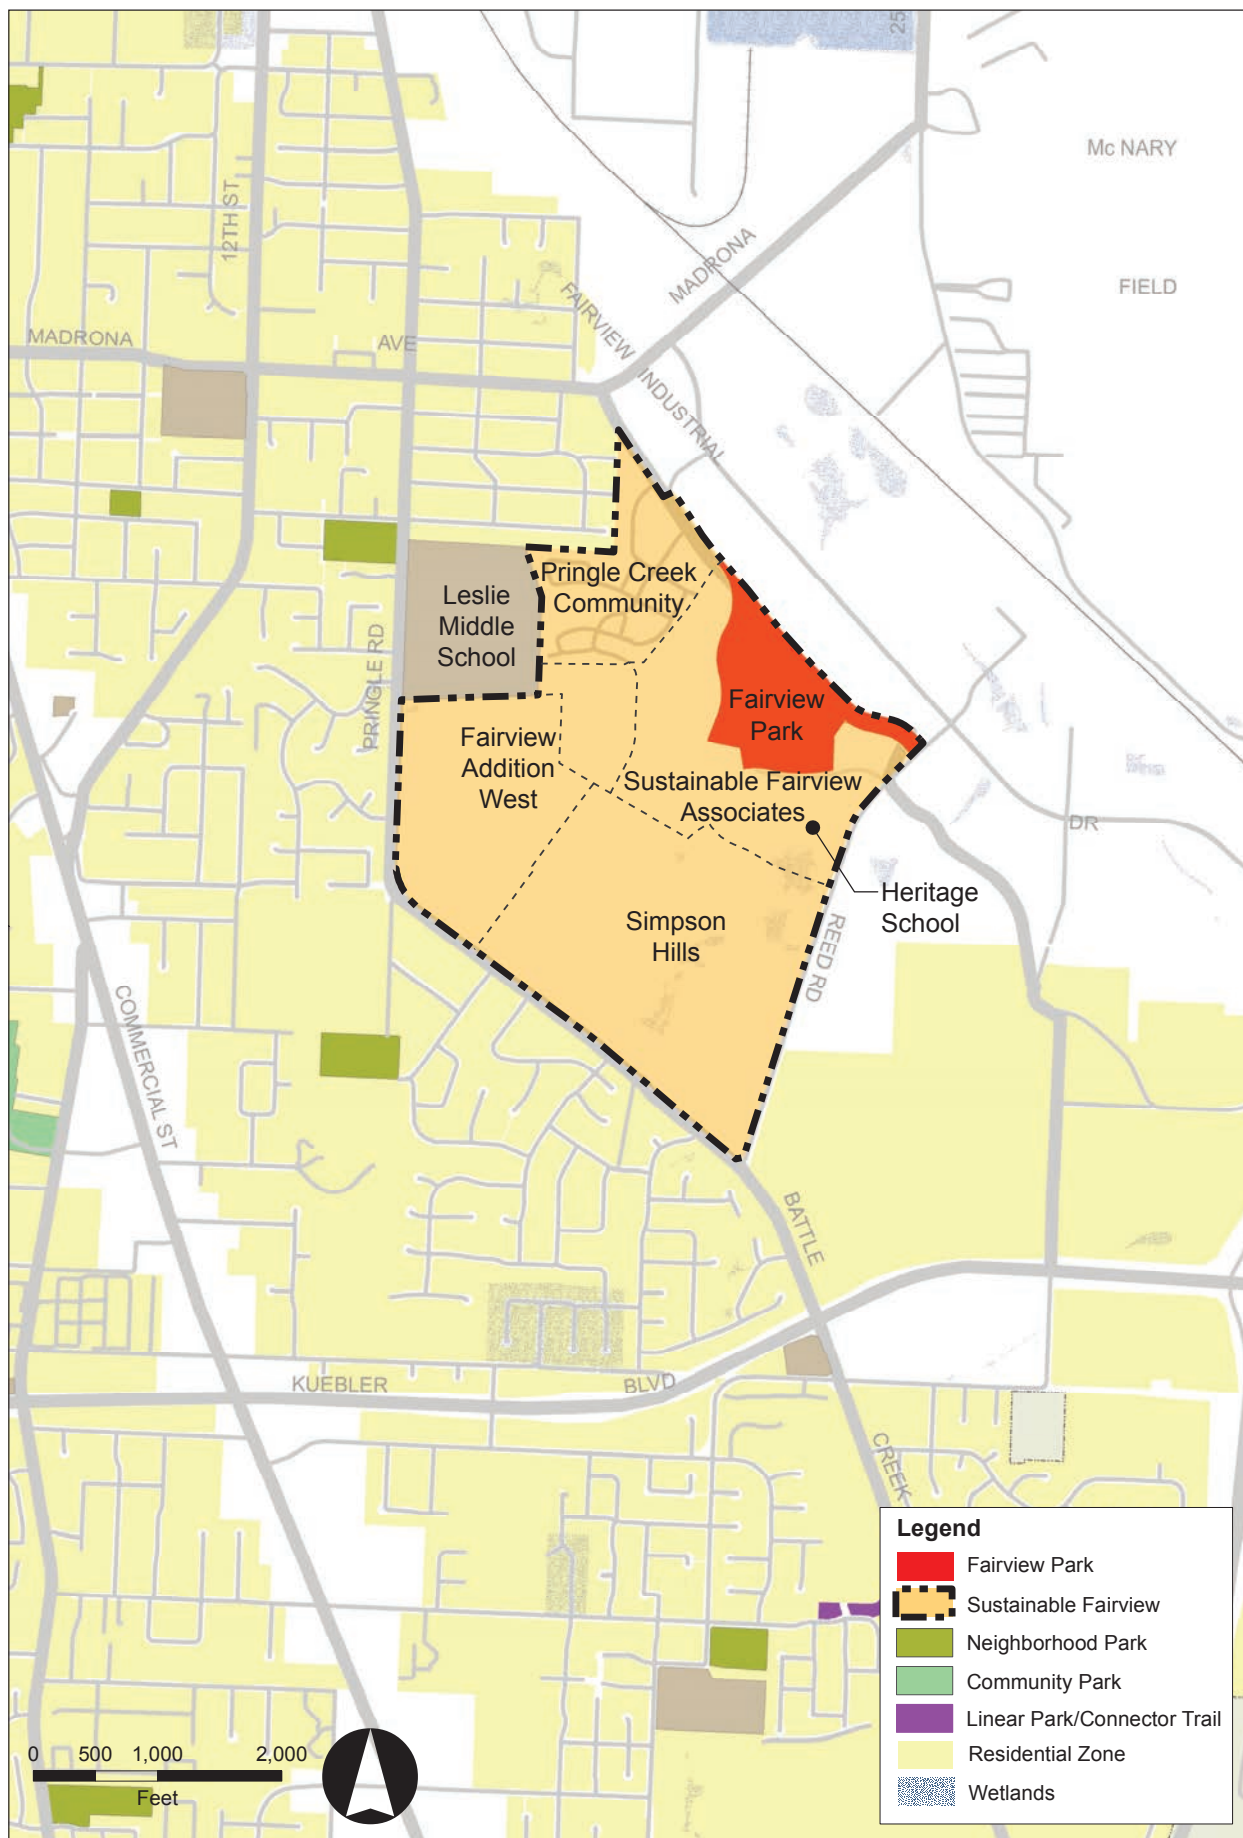 25
Mc NARY
12TH ST
MADRONA
FIELD
FAIRVIEW INDUSTRIAL
MADRONA
AVE
Pringle Creek
Community
Leslie
Middle
School
PRINGLE RD
Fairview
Park
Fairview
Addition
West
Sustainable Fairview
Associates
DR
Heritage
School
Simpson
Hills
REED RD
COMMERCIAL ST
BATTLE
KUEBLER
BLVD
CREEK
Legend
Fairview Park
Sustainable Fairview
Neighborhood Park
Community Park
Linear Park/Connector Trail
Residential Zone
Wetlands
0 500 1,000 2,000
Feet